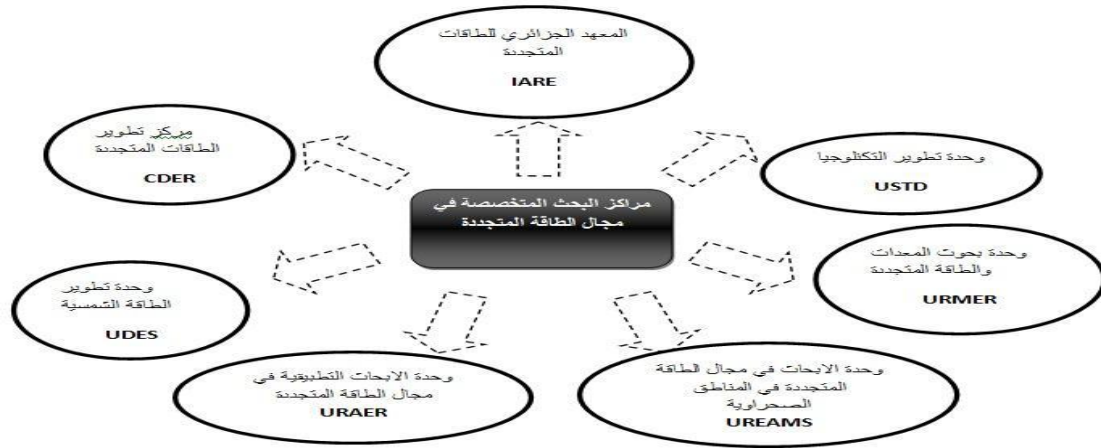 المعهد الجزائري للطاقات
المتجددة
IARE
مركز تطوير
الطاقات المتجددة
CDER
وحدة تطوير التكنلوجيا
USTD
مراكز البحث المتخصصة في
مجال الطاقة المتجددة
وحدة بحوث المعدات
والطاقة المتجددة
URMER
وحدة تطوير
الطاقة الشمسية
UDES
وحدة الابحاث التطبيقية في
مجال الطاقة المتجددة
URAER
وحدة الابحاث في مجال الطاقة
المتجددة في المناطق
الصحراوية
UREAMS